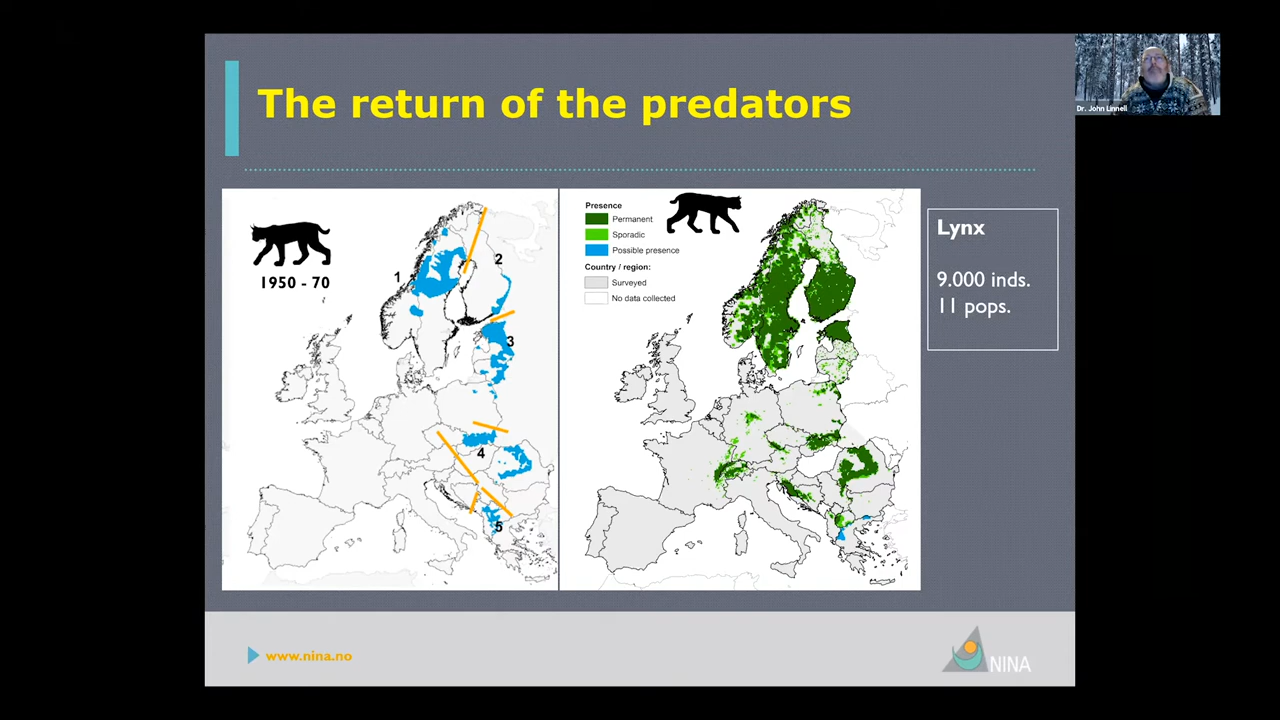 The return of the predators
Dr. John Linnell
1950 - 70
1
2
3
4
5
Presence
Permanent
Sporadic
Possible presence
Country / region:
Surveyed
No data collected
Lynx
9.000 inds.
11 pops.
www.nina.no
NINA